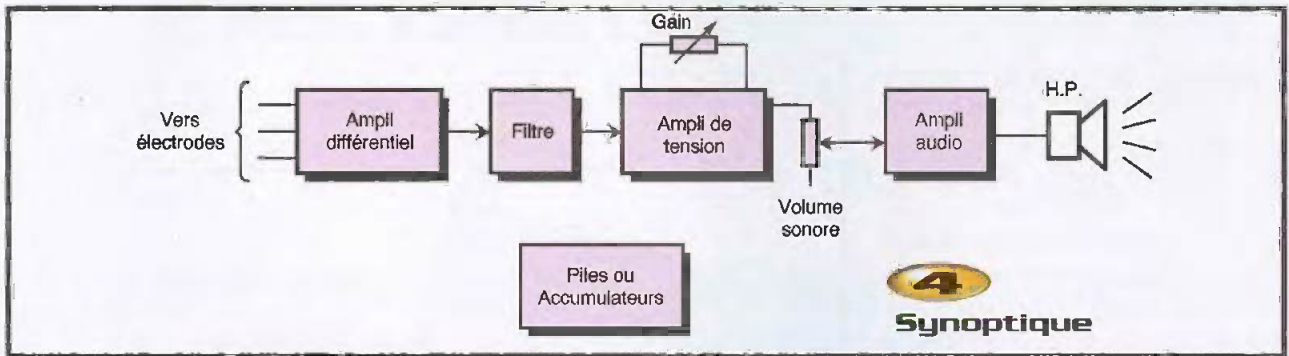 Gain
Vers
électrodes
Ampli
différentiel
Filtre
Ampli de
tension
Volume
sonore
Ampli
audio
H.P.
Piles ou
Accumulateurs
4
Synoptique